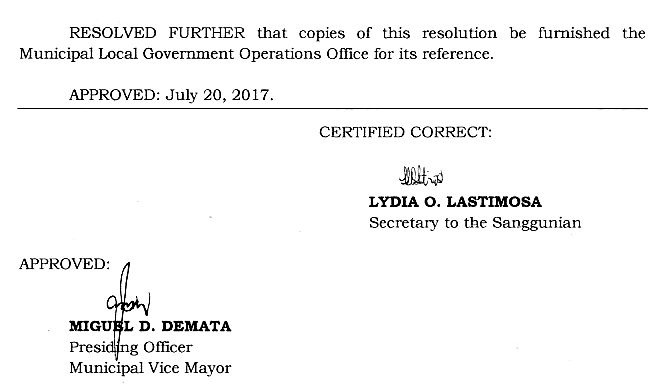 RESOLVED FURTHER that copies of this resolution be furnished the
Municipal Local Government Operations Office for its reference.
APPROVED: July 20, 2017.
CERTIFIED CORRECT:
LYDIA O. LASTIMOSA
Secretary to the Sanggunian
APPROVED:
MIGUEL D. DEMATA
Presiding Officer
Municipal Vice Mayor